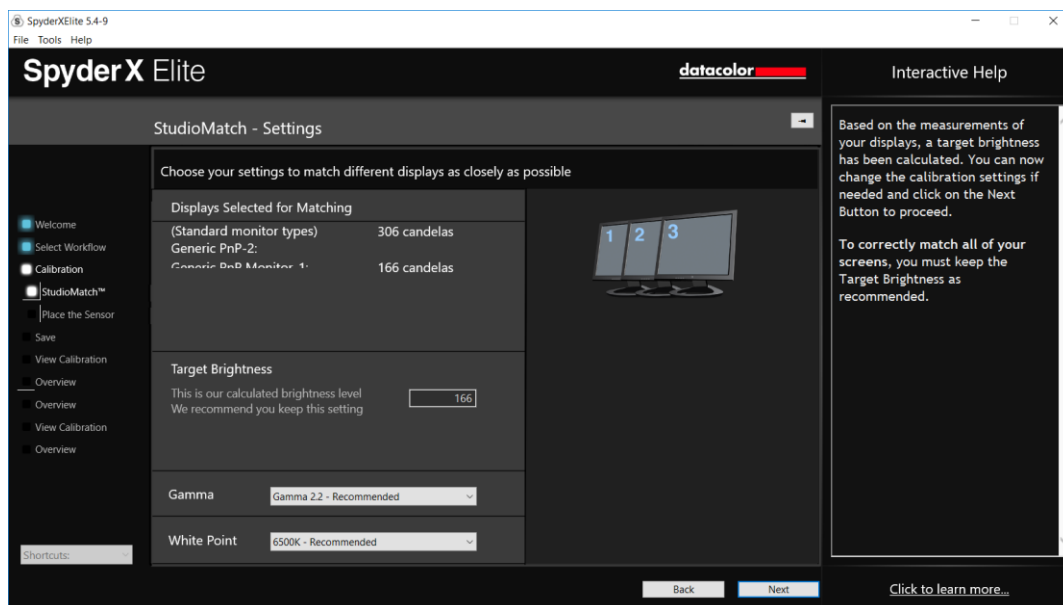 SpyderXElite 5.4-9
File Tools Help
SpyderX Elite
datacolor
Interactive Help
StudioMatch - Settings
Choose your settings to match different displays as closely as possible
Welcome
Select Workflow
Calibration
StudioMatch™
Place the Sensor
Save
View Calibration
Overview
Overview
View Calibration
Overview
Shortcuts:
Displays Selected for Matching
(Standard monitor types) 306 candelas
Generic PnP-2:
Generic PnP Monitor-1: 166 candelas
1 2 3
Target Brightness
This is our calculated brightness level
We recommend you keep this setting
166
Gamma Gamma 2.2 - Recommended
White Point 6500K - Recommended
Back Next
Based on the measurements of
your displays, a target brightness
has been calculated. You can now
change the calibration settings if
needed and click on the Next
Button to proceed.
To correctly match all of your
screens, you must keep the
Target Brightness as
recommended.
Click to learn more...